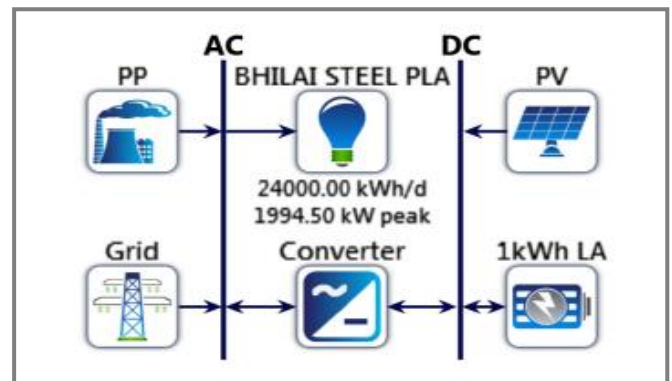 AC DC
PP BHILAI STEEL PLA PV
24000.00 kWh/d
1994.50 kW peak
Grid Converter 1kWh LA